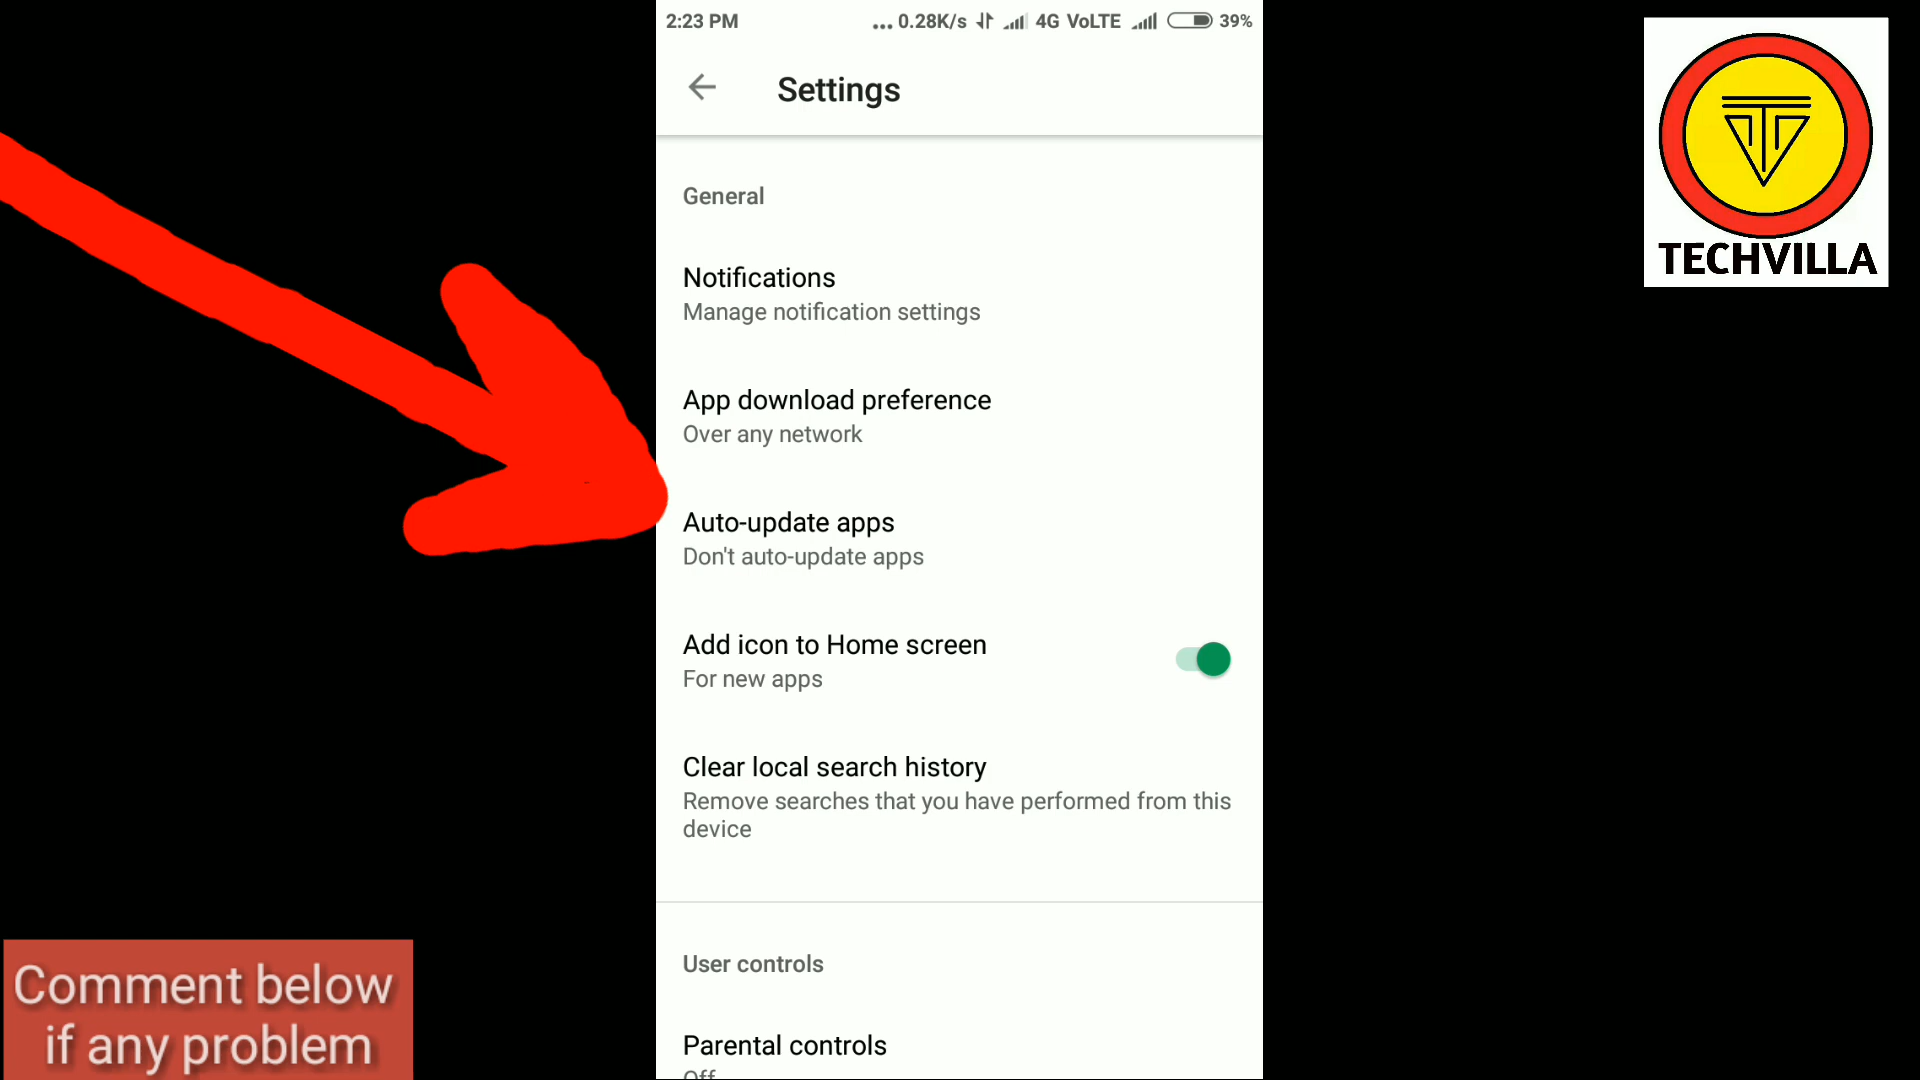 2:23 PM
... 0.28K/s 4G VoLTE 39%
Settings
General
Notifications
Manage notification settings
App download preference
Over any network
Auto-update apps
Don't auto-update apps
Add icon to Home screen
For new apps
Clear local search history
Remove searches that you have performed from this
device
User controls
Parental controls
Off
TECHVILLA
Comment below
if any problem